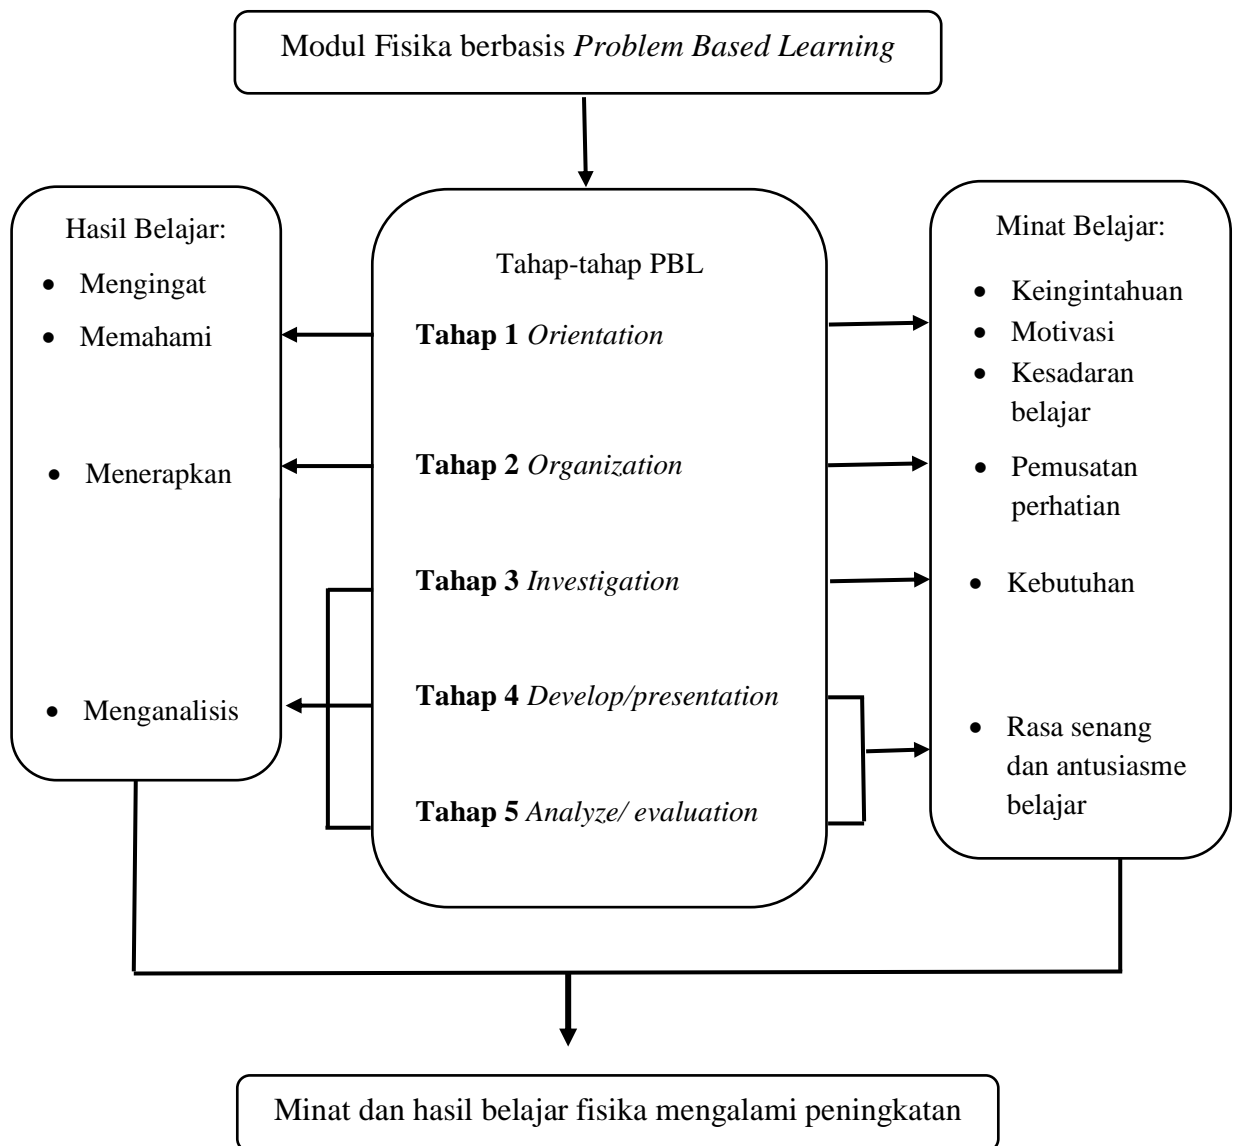 Modul Fisika berbasis Problem Based Learning
Hasil Belajar:
• Mengingat
• Memahami
• Menerapkan
• Menganalisis
Tahap-tahap PBL
Tahap 1 Orientation
Tahap 2 Organization
Tahap 3 Investigation
Tahap 4 Develop/presentation
Tahap 5 Analyze/ evaluation
Minat Belajar:
• Keingintahuan
• Motivasi
• Kesadaran
belajar
• Pemusatan
perhatian
• Kebutuhan
• Rasa senang
dan antusiasme
belajar
Minat dan hasil belajar fisika mengalami peningkatan